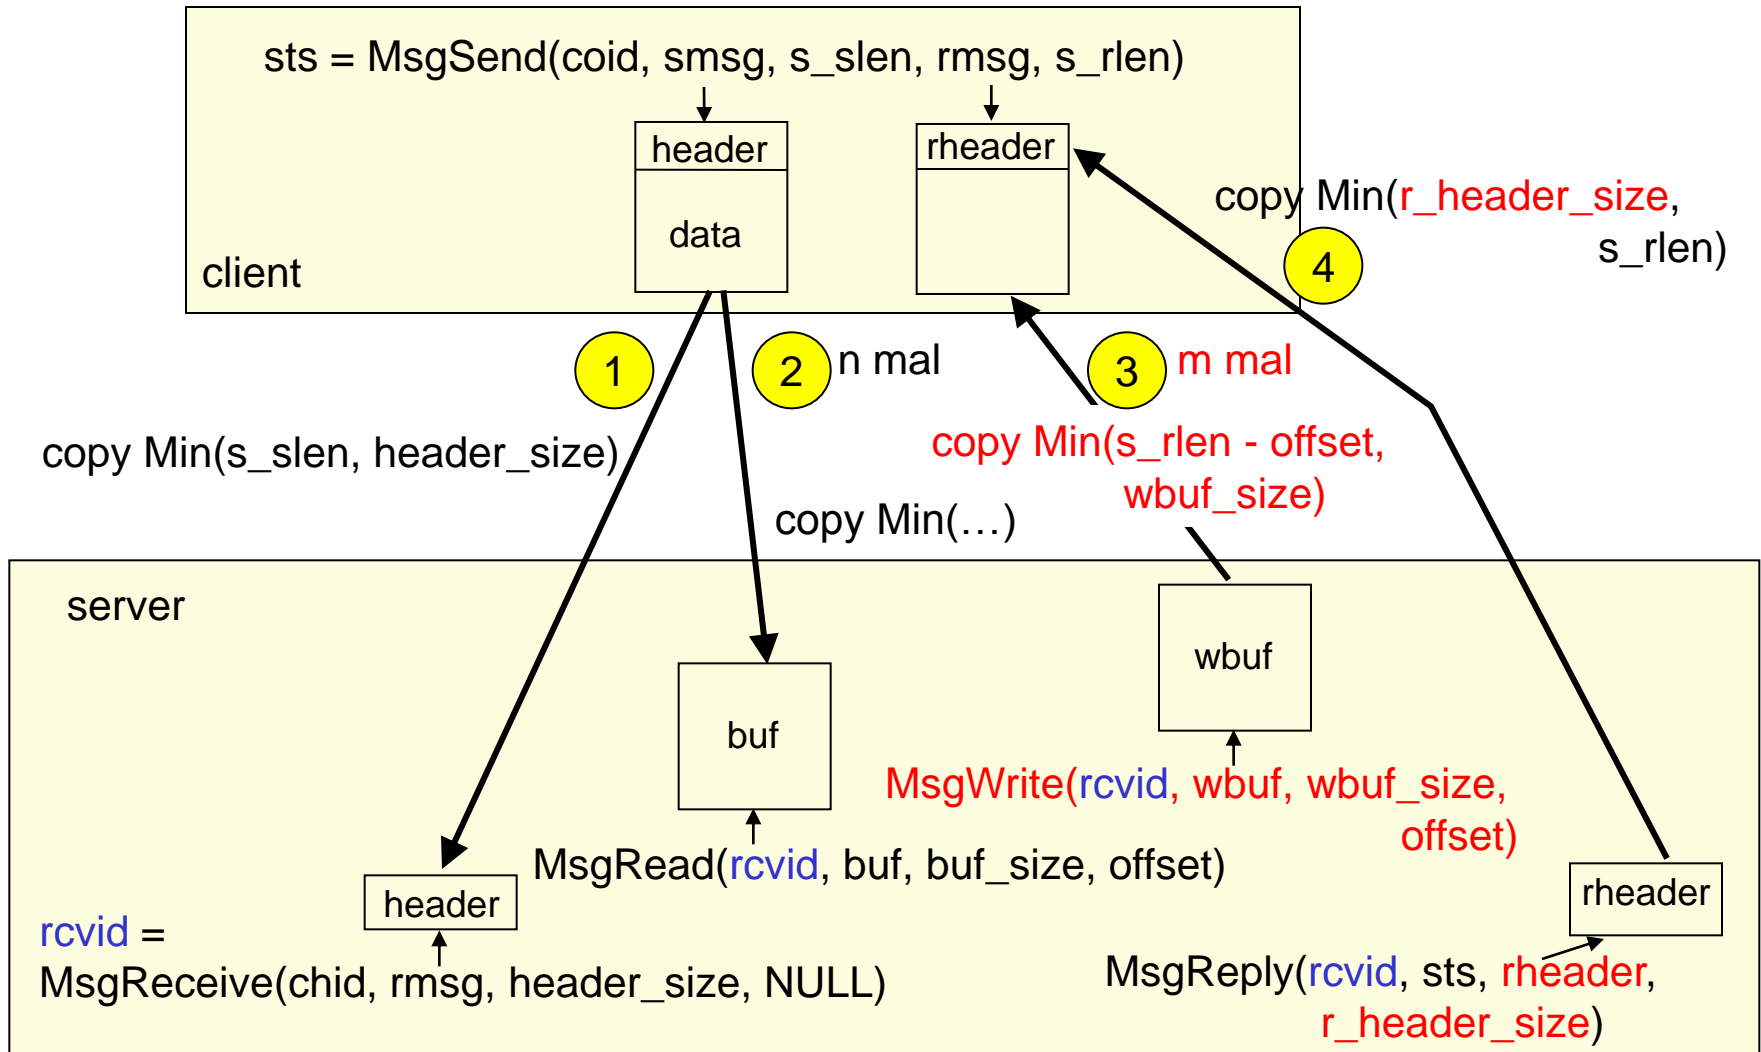 sts = MsgSend(coid, smsg, s_slen, rmsg, s_rlen)
header
rheader
data
client
copy Min(r_header_size,
s_rlen)
4
1
2
n mal
3
m mal
copy Min(s_slen, header_size)
copy Min(s_rlen - offset,
wbuf_size)
copy Min(…)
server
wbuf
buf
MsgWrite(rcvid, wbuf, wbuf_size,
offset)
MsgRead(rcvid, buf, buf_size, offset)
header
rheader
rcvid =
MsgReceive(chid, rmsg, header_size, NULL)
MsgReply(rcvid, sts, rheader,
r_header_size)